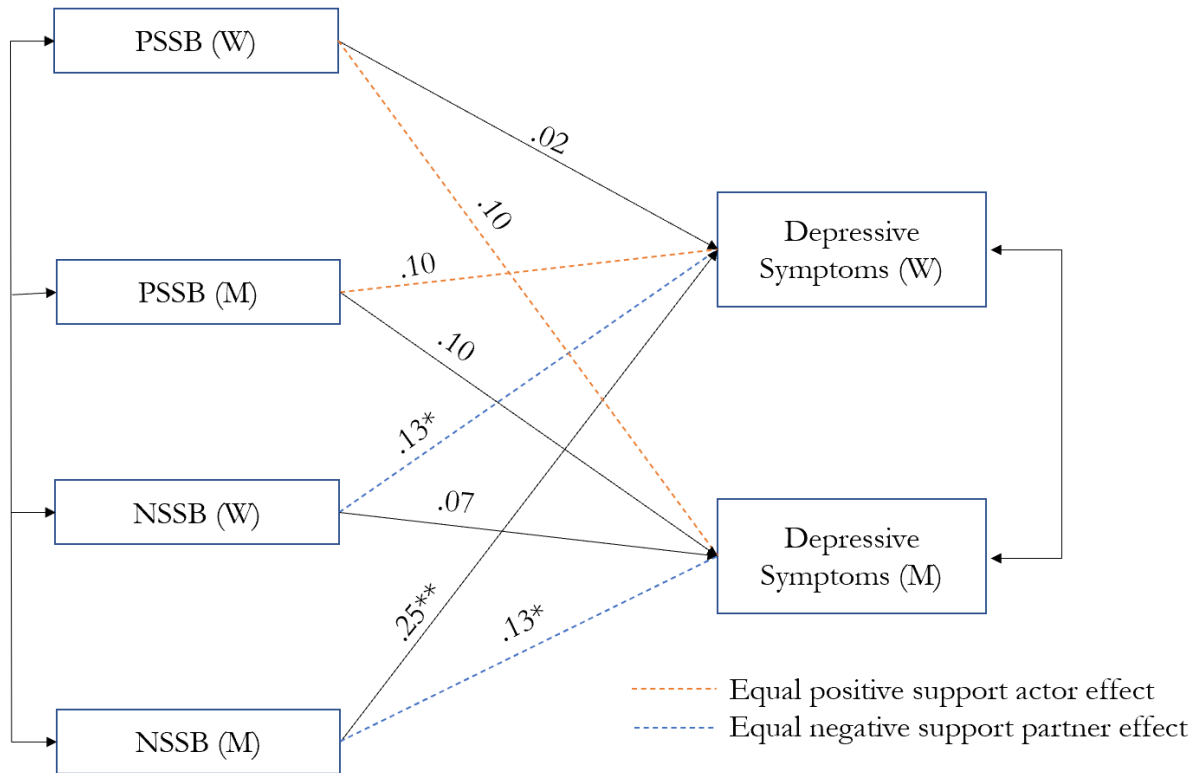 PSSB (W)
.02
.10
Depressive
Symptoms (W)
.10
PSSB (M)
.10
.13*
.07
NSSB (W)
Depressive
Symptoms (M)
.25**
.13*
Equal positive support actor effect
Equal negative support partner effect
NSSB (M)